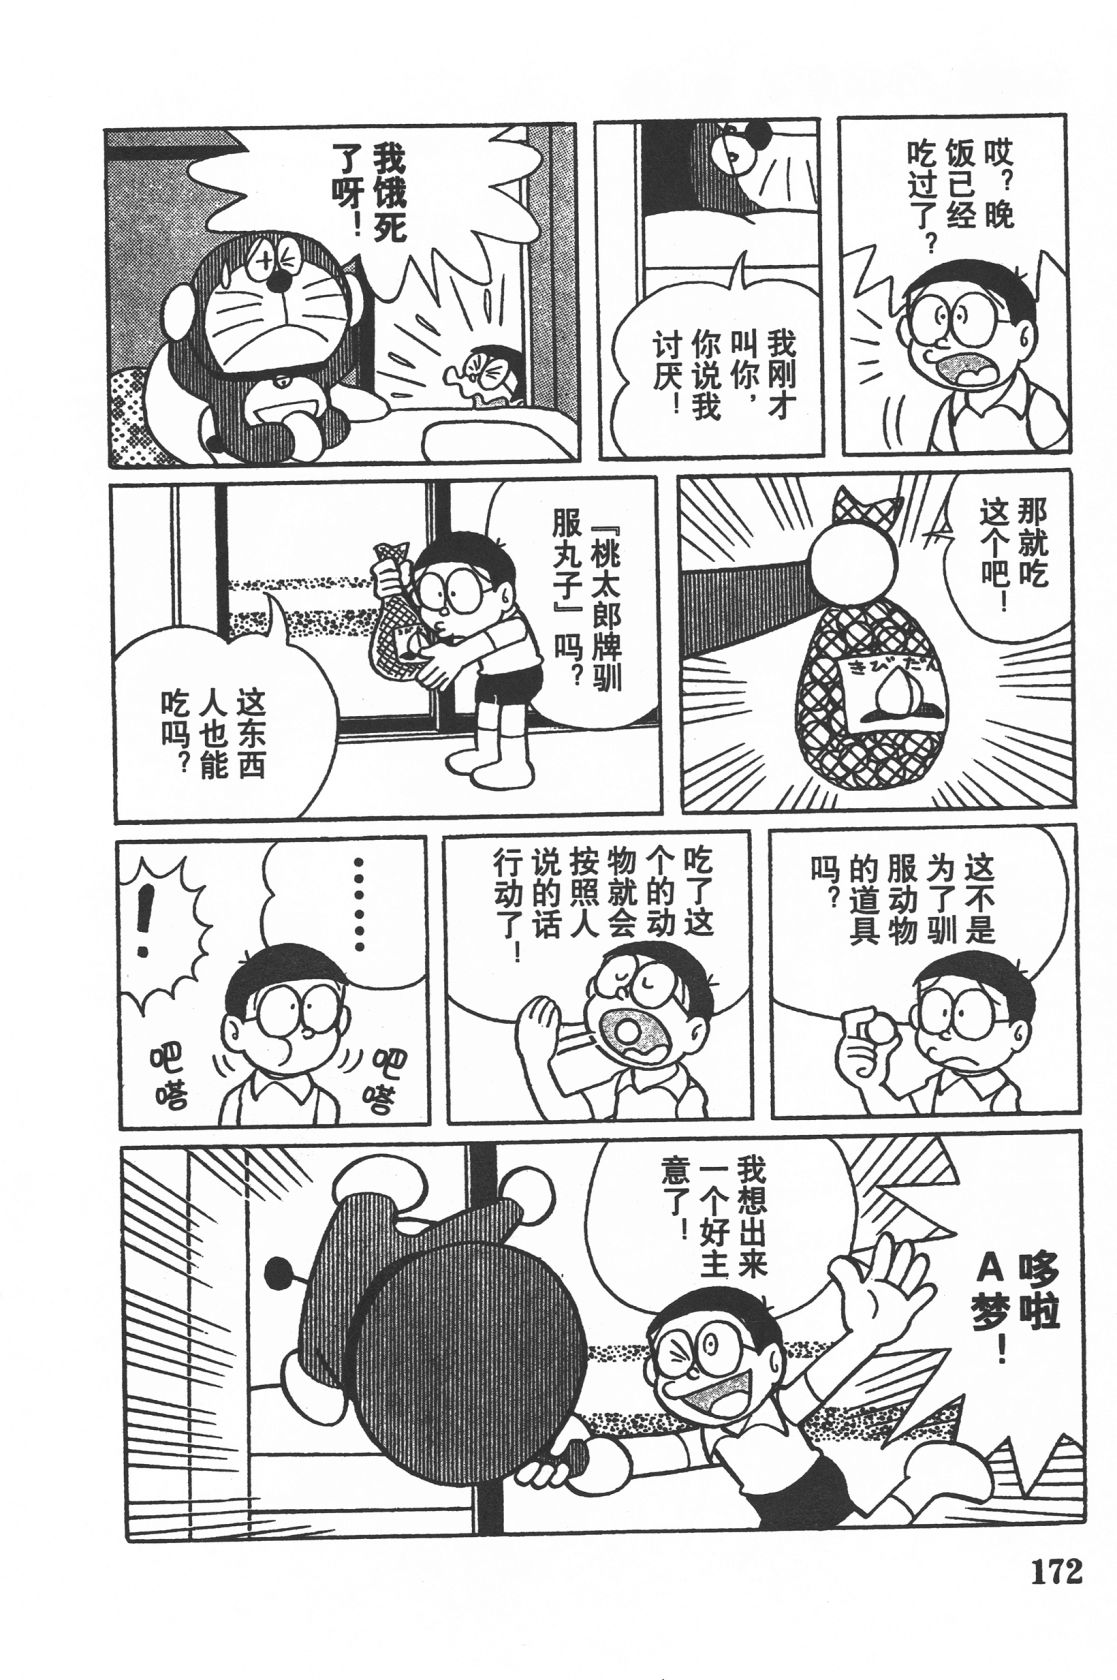 哎？晚
饭已经
吃过了？
我刚才
叫你，
你说我
讨厌！
我饿死
了呀！
那就吃
这个吧！
きびだん
『桃太郎牌驯
服丸子』吗？
这东西
人也能
吃吗？
这不是
为了驯
服动物
的道具
吗？
吃了这
个的动
物就会
按照人
说的话
行动了！
……
！
吧嗒
吧嗒
哆啦
A梦！
我想出来
一个好主
意了！
172